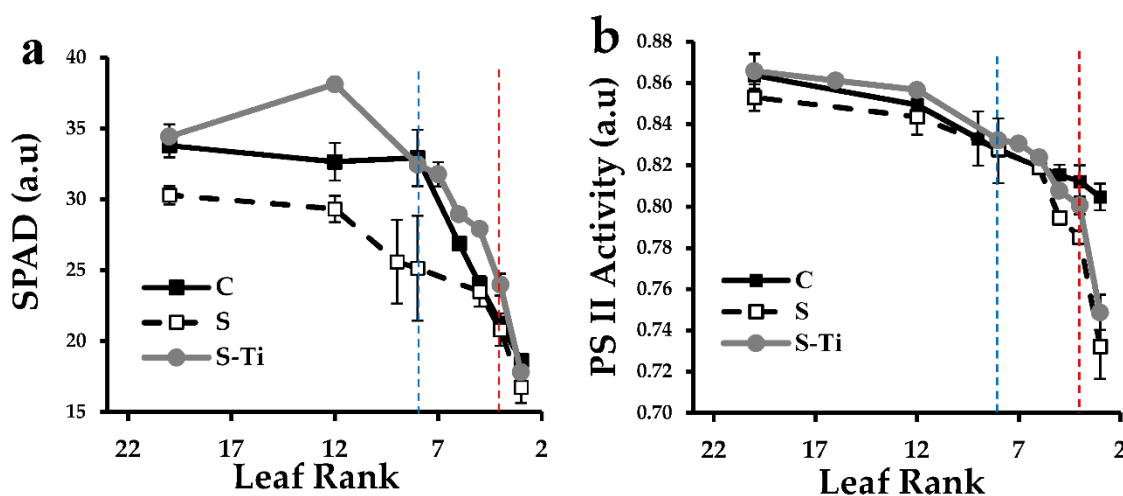 a
SPAD (a.u)
40
35
30
25
20
15
C
S
S-Ti
22
17
12
7
2
Leaf Rank
b
PS II Activity (a.u)
0.88
0.86
0.84
0.82
0.80
0.78
0.76
0.74
0.72
0.70
C
S
S-Ti
22
17
12
7
2
Leaf Rank